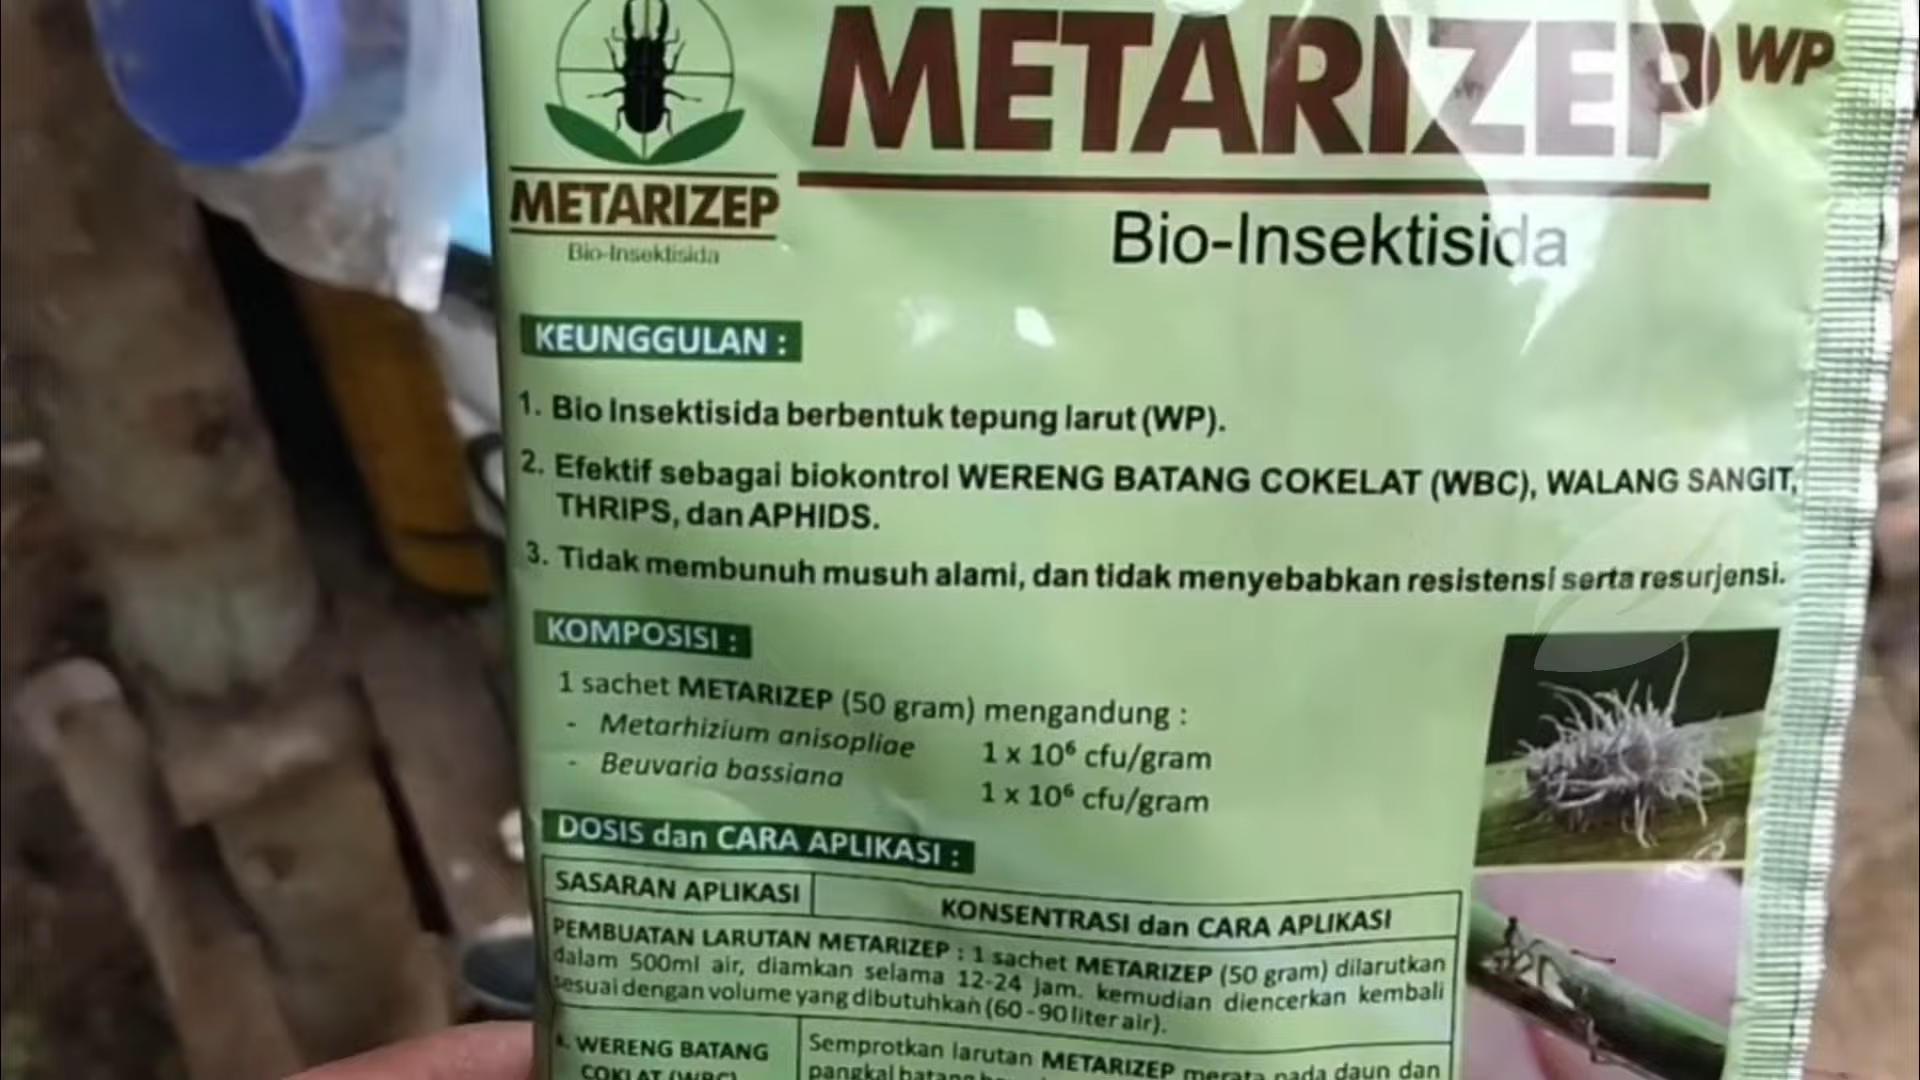 METARIZEP WP
METARIZEP
Bio-Insektisida
Bio-Insektisida
KEUNGGULAN :
1. Bio Insektisida berbentuk tepung larut (WP).
2. Efektif sebagai biokontrol WERENG BATANG COKELAT (WBC), WALANG SANGIT,
THRIPS, dan APHIDS.
3. Tidak membunuh musuh alami, dan tidak menyebabkan resistensi serta resurjensi.
KOMPOSISI :
1 sachet METARIZEP (50 gram) mengandung :
- Metarhizium anisopliae 1 x 10⁶ cfu/gram
- Beuvaria bassiana 1 x 10⁶ cfu/gram
DOSIS dan CARA APLIKASI :
SASARAN APLIKASI KONSENTRASI dan CARA APLIKASI
PEMBUATAN LARUTAN METARIZEP : 1 sachet METARIZEP (50 gram) dilarutkan
dalam 500ml air, diamkan selama 12-24 jam. kemudian diencerkan kembali
sesuai dengan volume yang dibutuhkan (60 - 90 liter air).
WERENG BATANG
COKLAT (WBC)
Semprotkan larutan METARIZEP merata pada daun dan
pangkal batang